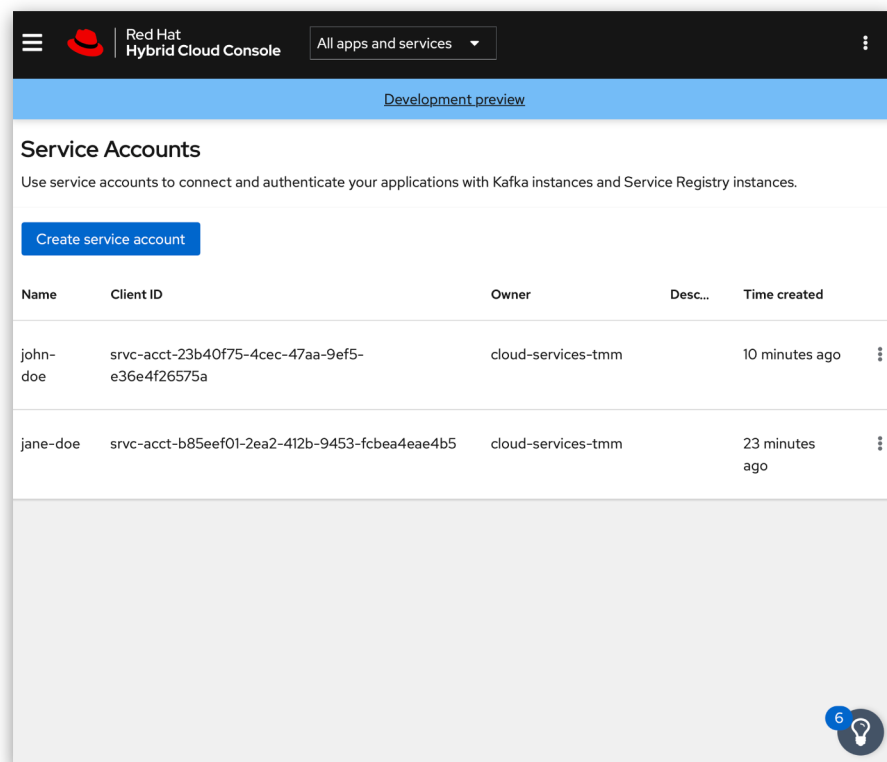 Red Hat
Hybrid Cloud Console
All apps and services
Development preview
Service Accounts
Use service accounts to connect and authenticate your applications with Kafka instances and Service Registry instances.
Create service account
Name Client ID Owner Desc... Time created
john-
doe
srvc-acct-23b40f75-4cec-47aa-9ef5-
e36e4f26575a
cloud-services-tmm
10 minutes ago
jane-doe
srvc-acct-b85eef01-2ea2-412b-9453-fcbea4eae4b5
cloud-services-tmm
23 minutes
ago
6